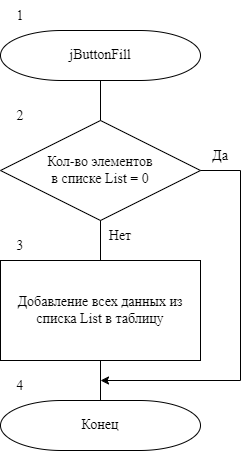 1
jButtonFill
2
Кол-во элементов
в списке List = 0
Да
Нет
3
Добавление всех данных из
списка List в таблицу
4
Конец